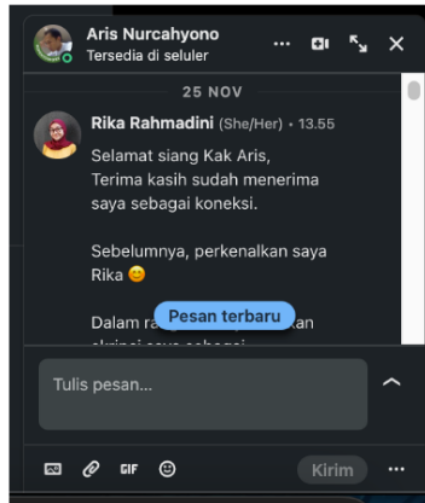 Aris Nurcahyono
Tersedia di seluler
25 NOV
Rika Rahmadini (She/Her) • 13.55
Selamat siang Kak Aris,
Terima kasih sudah menerima
saya sebagai koneksi.
Sebelumnya, perkenalkan saya
Rika 😊
Dalam
Pesan terbaru
Tulis pesan...
GIF
Kirim